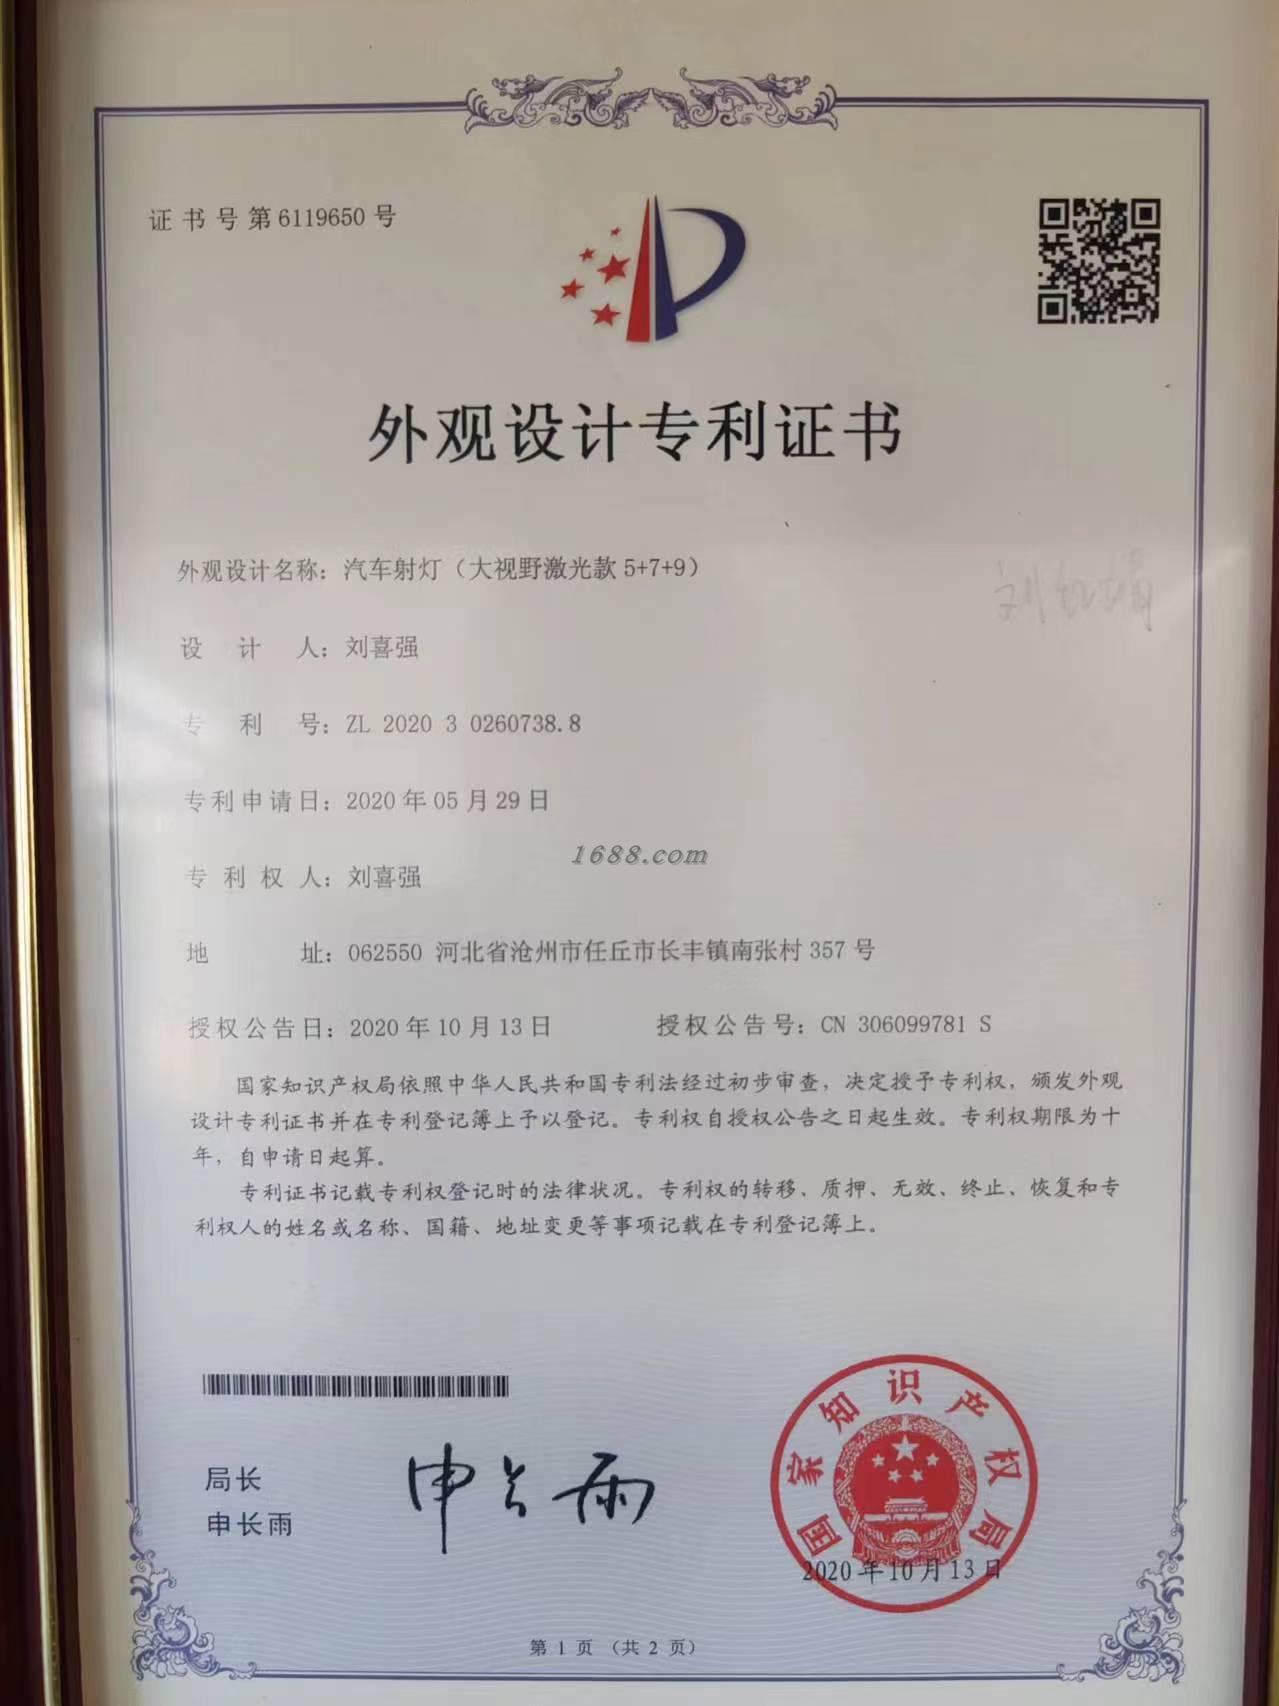 证书号第6119650号
外观设计专利证书
外观设计名称：汽车射灯（大视野激光款5+7+9）
设计人：刘喜强
专利号：ZL 2020 3 0260738.8
专利申请日：2020年05月29日
1688.com
专利权人：刘喜强
地址：062550 河北省沧州市任丘市长丰镇南张村357号
授权公告日：2020年10月13日 授权公告号：CN 306099781 S
国家知识产权局依照中华人民共和国专利法经过初步审查，决定授予专利权，颁发外观
设计专利证书并在专利登记簿上予以登记。专利权自授权公告之日起生效。专利权期限为十
年，自申请日起算。
专利证书记载专利权登记时的法律状况。专利权的转移、质押、无效、终止、恢复和专
利权人的姓名或名称、国籍、地址变更等事项记载在专利登记簿上。
局长
申长雨
申长雨
国家知识产权局
2020年10月13日
第1页（共2页）